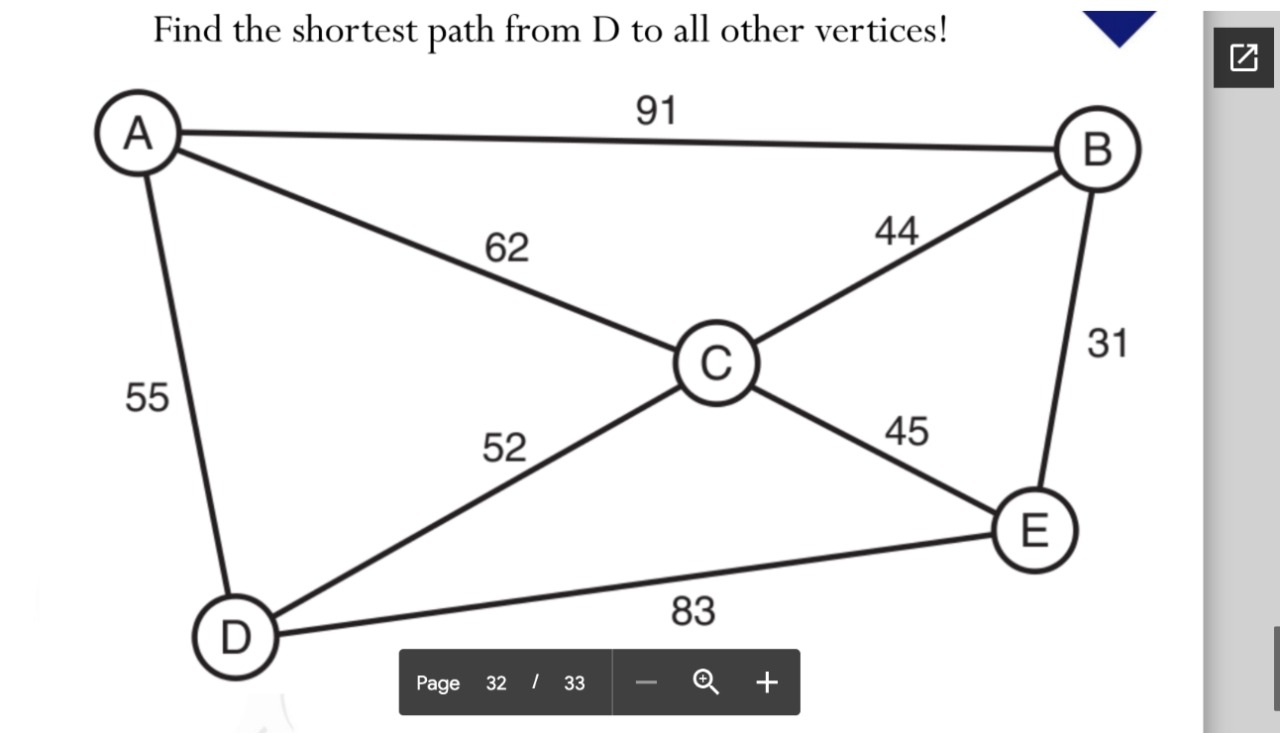 Find the shortest path from D to all other vertices!
91
A
B
44
62
31
C
55
45
52
E
83
D
Page 32 / 33 − +